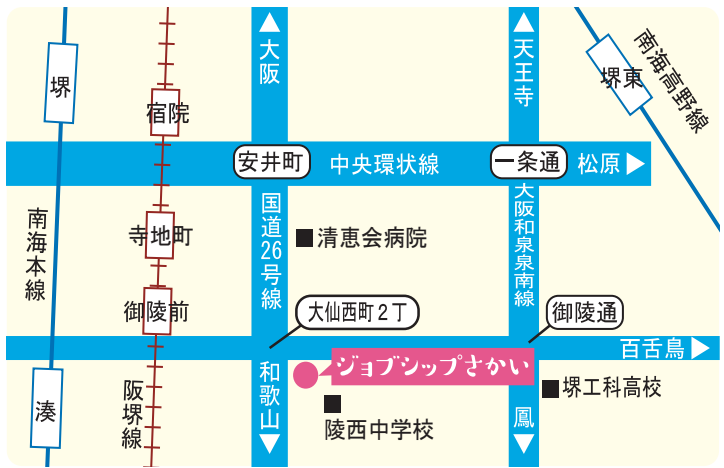 大阪
天王寺
南海高野線
堺
宿院
堺東
安井町
中央環状線
一条通
松原
国道26号線
大阪和泉泉南線
南海本線
寺地町
清恵会病院
御陵前
大仙西町２丁
御陵通
百舌鳥
和歌山
ジョブシップさかい
湊
阪堺線
陵西中学校
堺工科高校
鳳